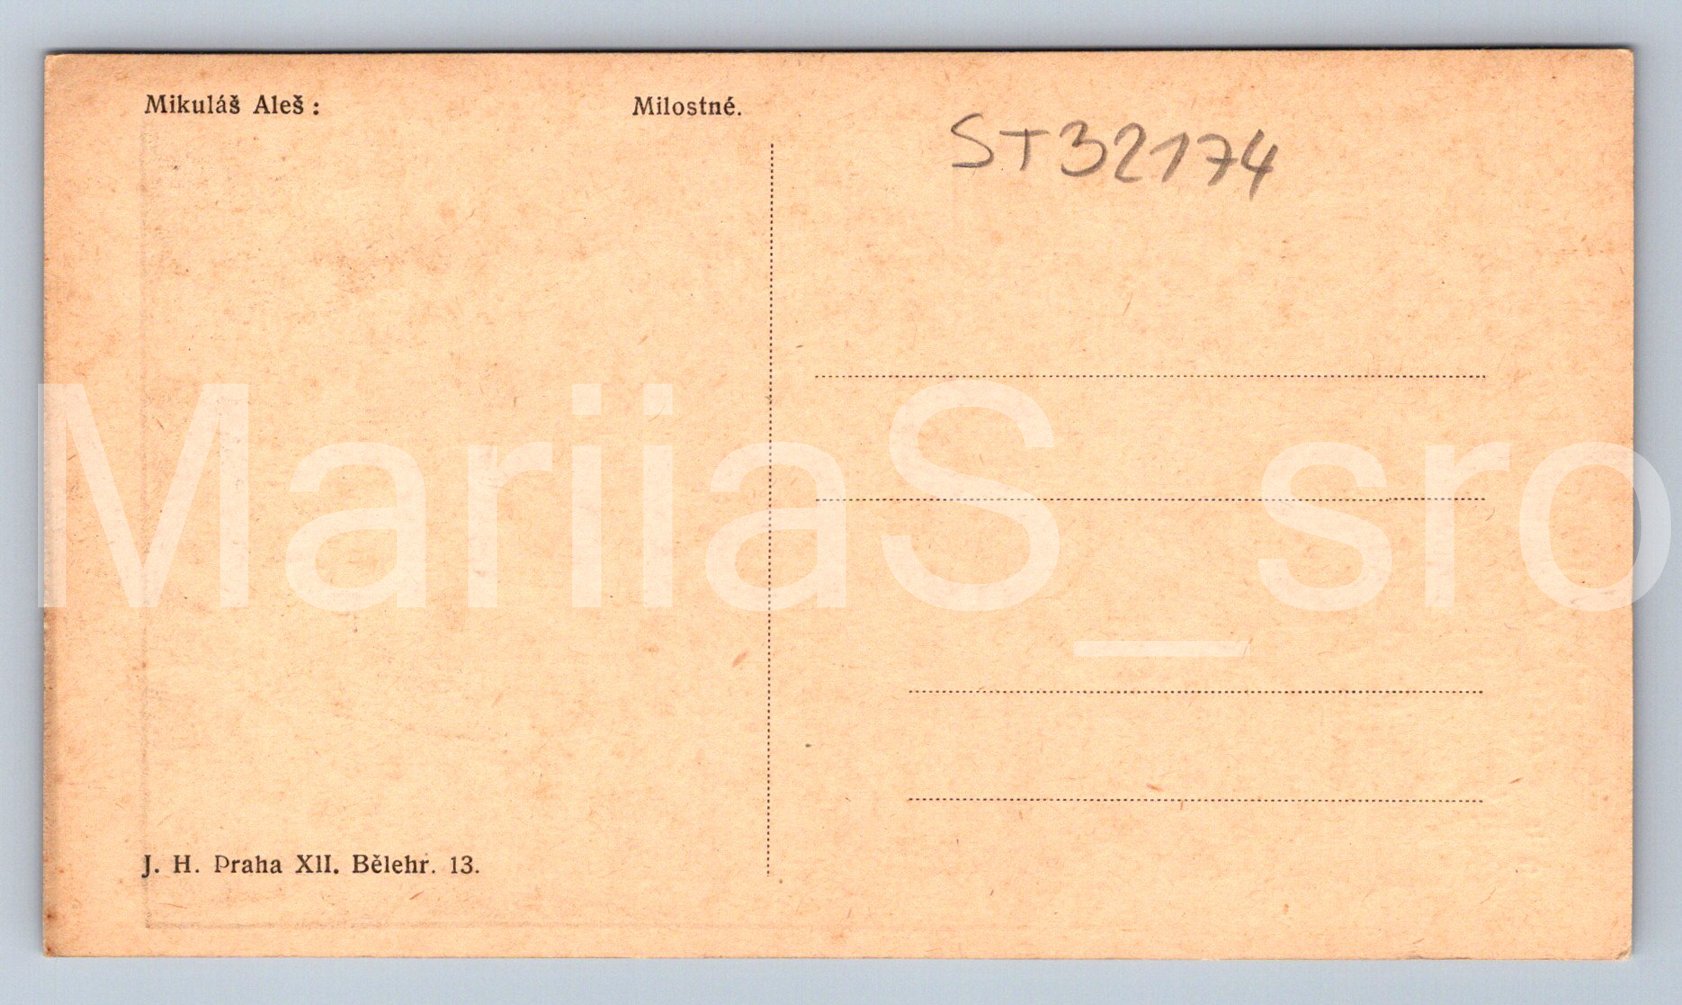 Mikuláš Aleš :
Milostné.
ST32174
MariiaS_sro
J. H. Praha XII. Bělehr. 13.